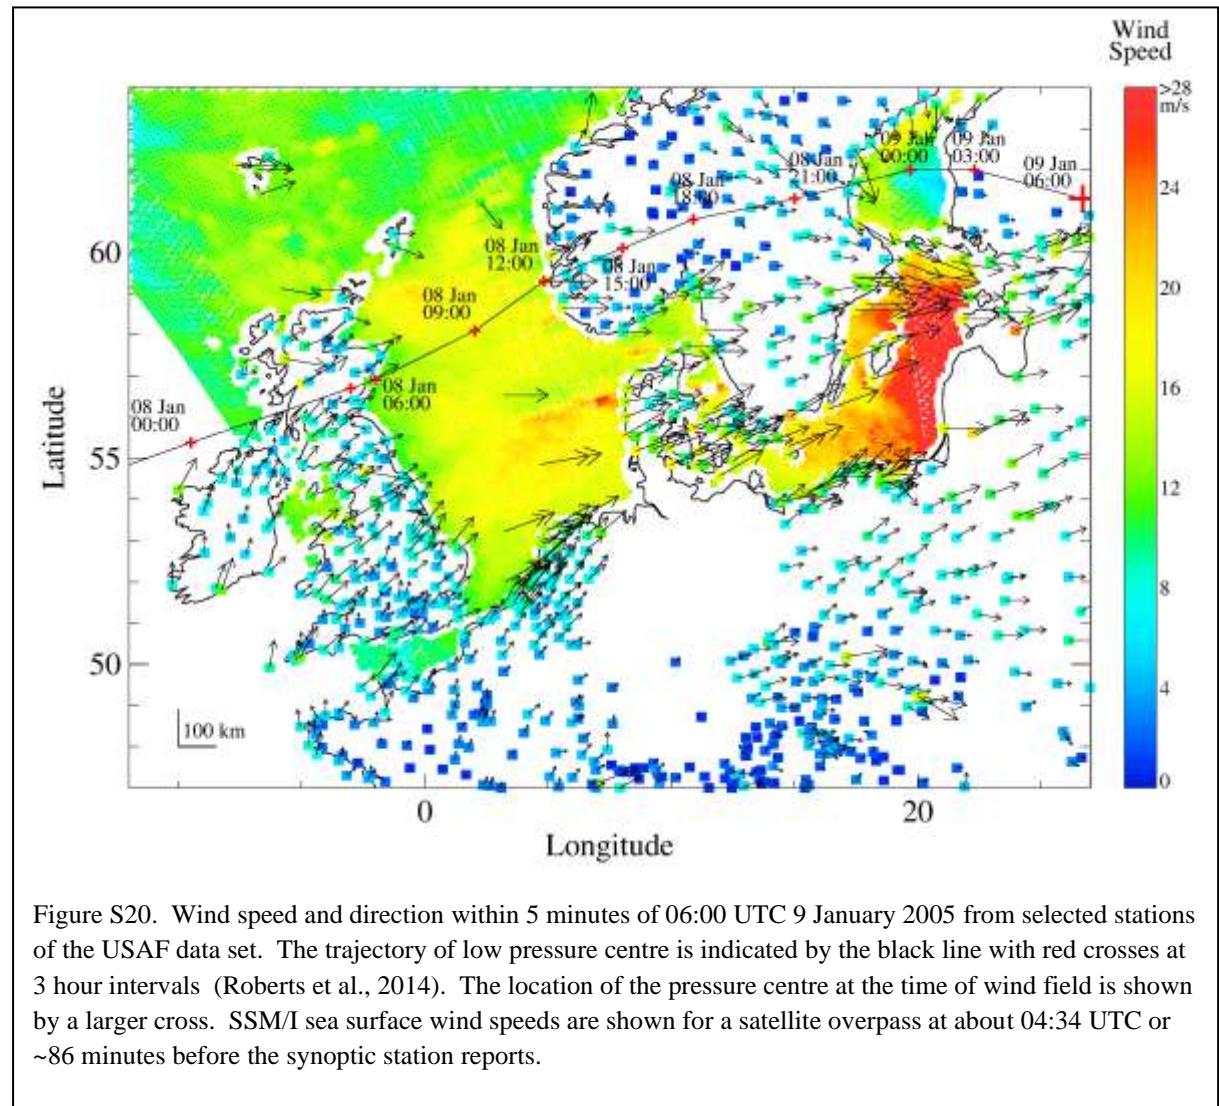 Wind
Speed
>28
m/s
24
20
16
12
8
4
0
09 Jan
00:00
09 Jan
03:00
09 Jan
06:00
08 Jan
21:00
08 Jan
18:00
08 Jan
12:00
08 Jan
15:00
08 Jan
09:00
08 Jan
06:00
08 Jan
00:00
60
55
50
Latitude
100 km
0
20
Longitude
Figure S20. Wind speed and direction within 5 minutes of 06:00 UTC 9 January 2005 from selected stations
of the USAF data set. The trajectory of low pressure centre is indicated by the black line with red crosses at
3 hour intervals (Roberts et al., 2014). The location of the pressure centre at the time of wind field is shown
by a larger cross. SSM/I sea surface wind speeds are shown for a satellite overpass at about 04:34 UTC or
~86 minutes before the synoptic station reports.